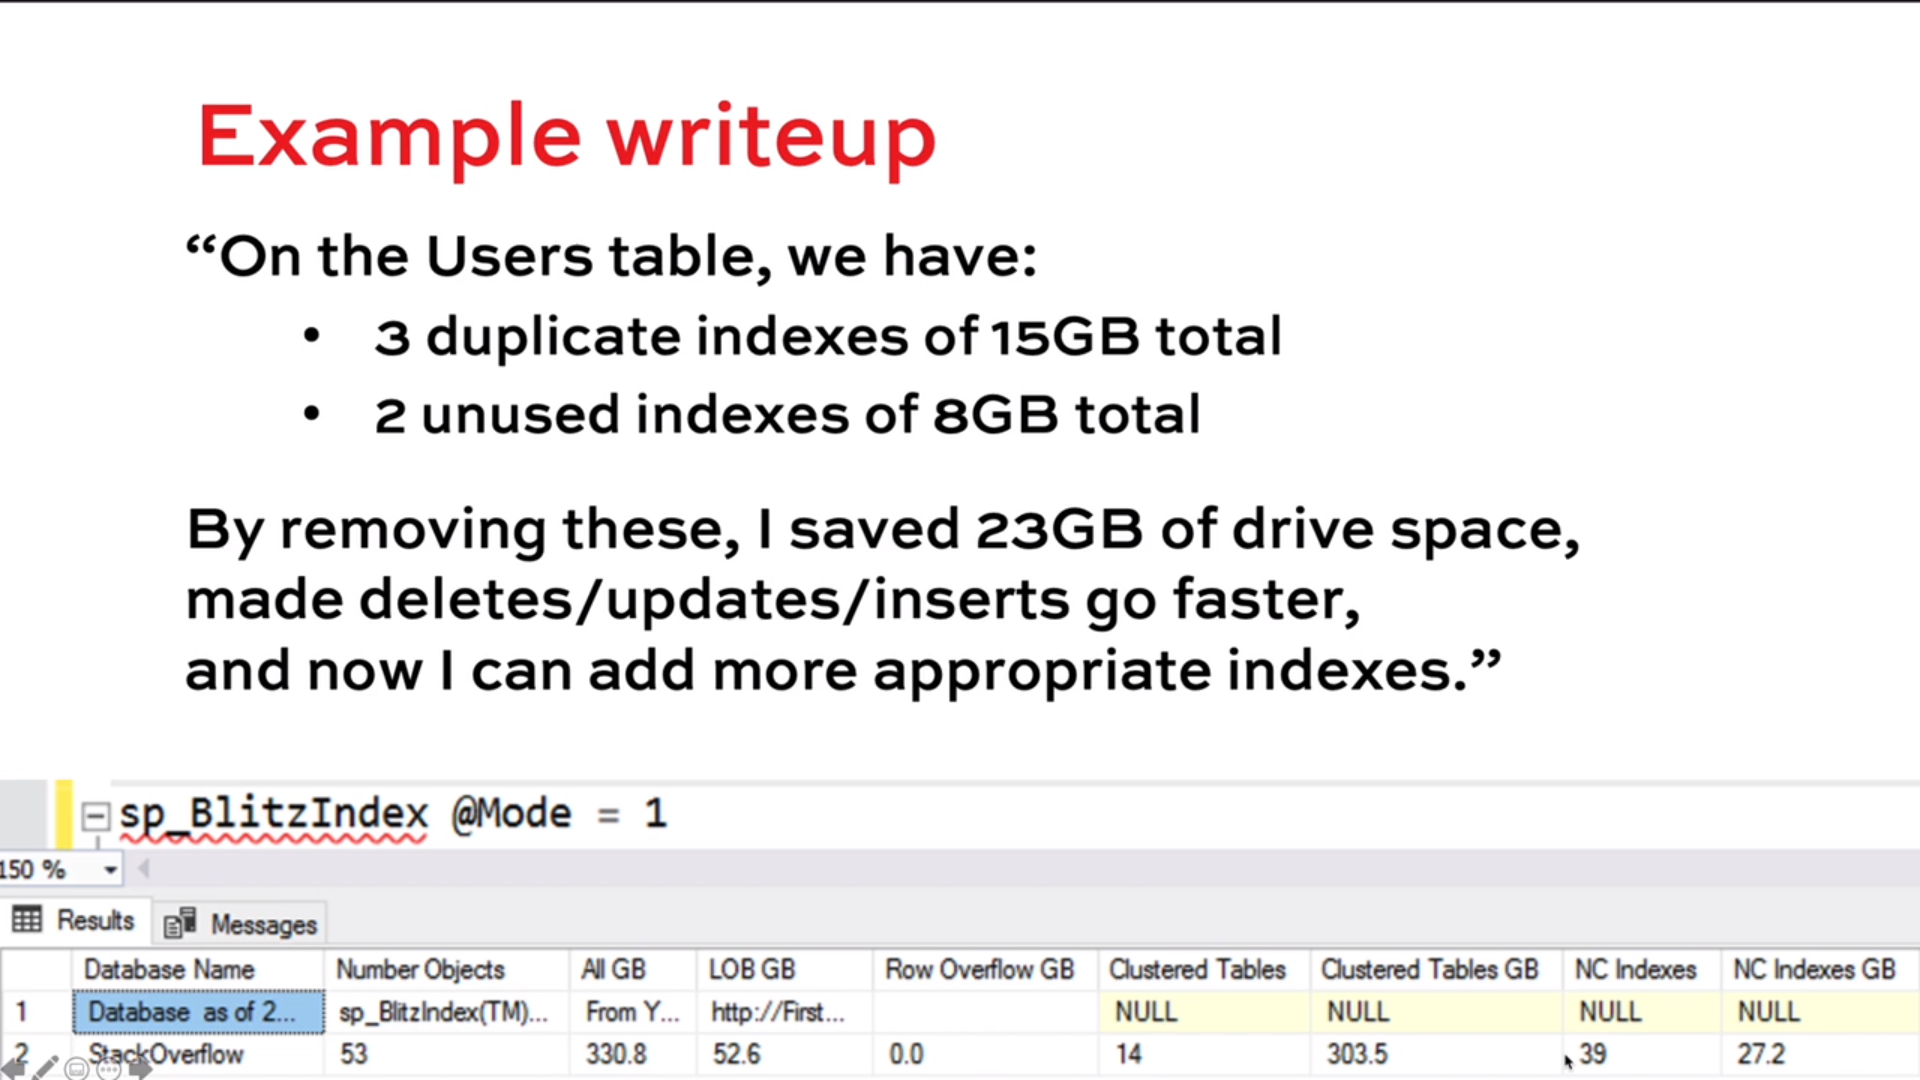 Example writeup
“On the Users table, we have:
• 3 duplicate indexes of 15GB total
• 2 unused indexes of 8GB total
By removing these, I saved 23GB of drive space,
made deletes/updates/inserts go faster,
and now I can add more appropriate indexes.”
sp_BlitzIndex @Mode = 1
150 %
Results Messages
Database Name Number Objects All GB LOB GB Row Overflow GB Clustered Tables Clustered Tables GB NC Indexes NC Indexes GB
1 Database as of 2... sp_BlitzIndex(TM)... From Y... http://First... NULL NULL NULL NULL
2 StackOverflow 53 330.8 52.6 0.0 14 303.5 39 27.2